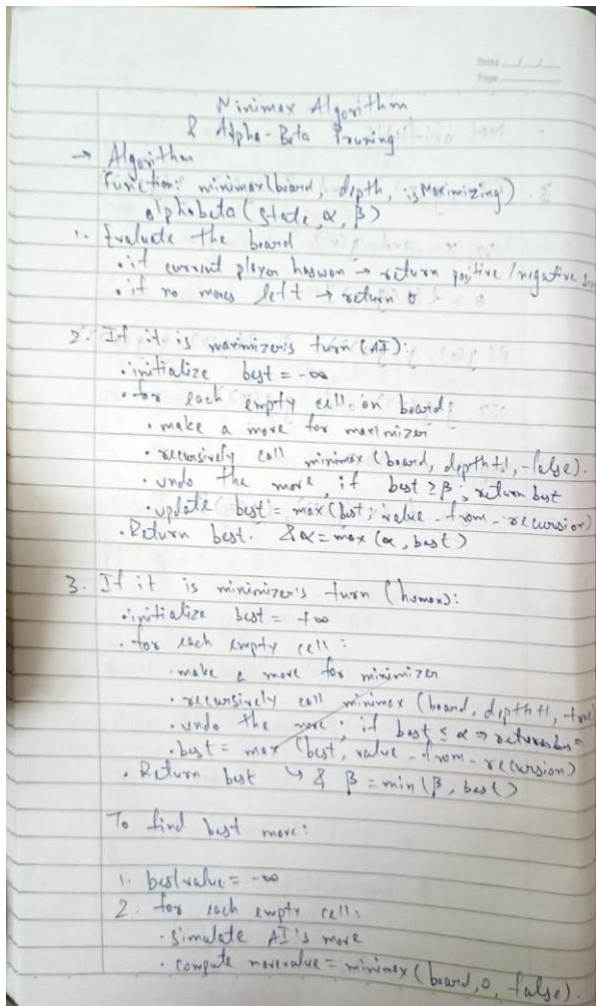 Date __/__/__
Page ____
Minimax Algorithm
& Alpha-Beta Pruning
→ Algorithm
Function: minimax(board, depth, isMaximizing)
alphabeta(state, α, β)
1. Evaluate the board
• if current player has won → return positive / negative
• if no moves left → return 0
2. If it is maximizer's turn (AI):
• initialize best = -∞
• for each empty cell on board:
• make a move for maximizer
• recursively call minimax (board, depth+1, -false).
• undo the move, if best ≥ β; return best
• update best = max(best, value-from-recursion)
• Return best. & α = max (α, best)
3. If it is minimizer's turn (human):
• initialize best = +∞
• for each empty cell:
• make a move for minimizer
• recursively call minimax (board, depth+1, -true
• undo the move; if best ≤ α ⇒ return
• best = max (best, value-from-recursion)
• Return best ↳ & β = min(β, best)
To find best move:
1. bestvalue = -∞
2. for each empty cell:
• simulate AI's move
• compute movevalue = minimax (board, 0, false).